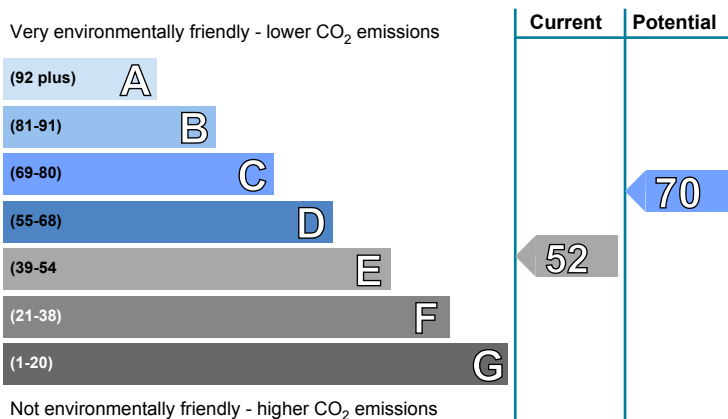 Current Potential
Very environmentally friendly - lower CO₂ emissions
(92 plus) A
(81-91) B
(69-80) C
70
(55-68) D
52
(39-54 E
(21-38) F
(1-20) G
Not environmentally friendly - higher CO₂ emissions